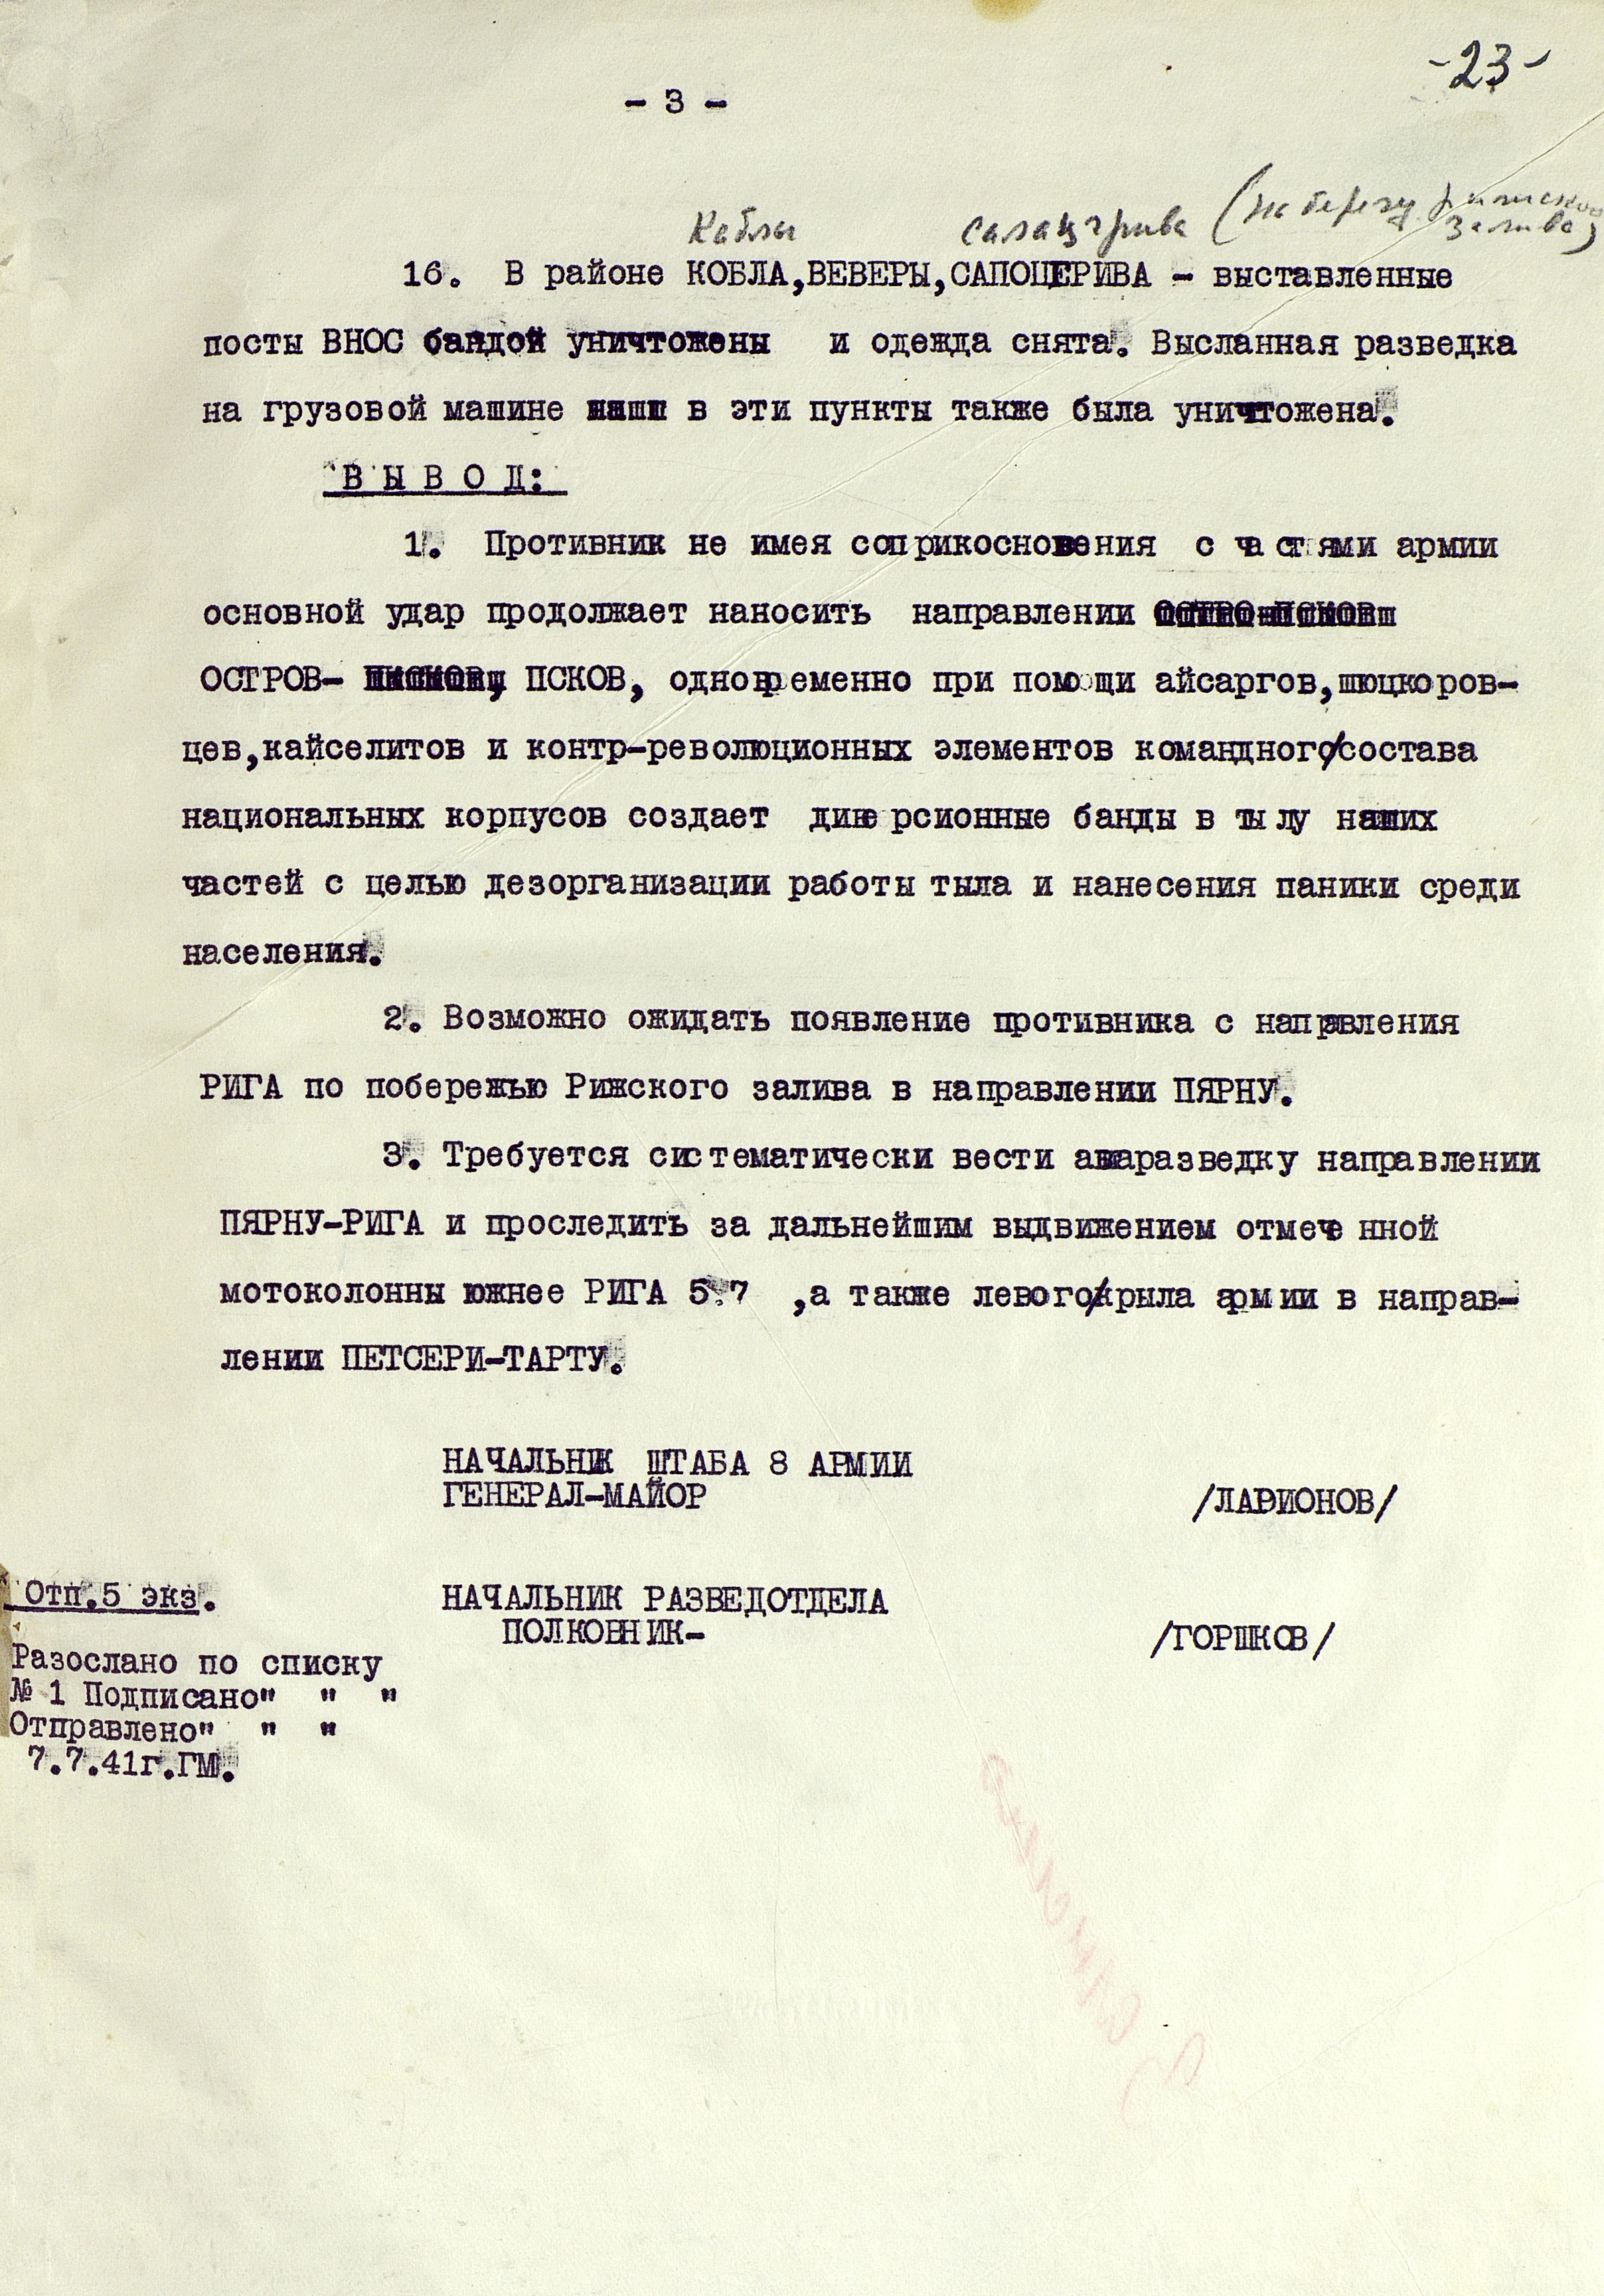 -23-
- 3 -
Каблы салацгрива (на берегу рижского
залива)
16. В районе КОБЛА,ВЕВЕРЫ,САПОЦЕРИВА - выставленные
посты ВНОС бандой уничтожены и одежда снята. Высланная разведка
на грузовой машине в эти пункты также была уничтожена.
В Ы В О Д:
1. Противник не имея соприкосновения с частями армии
основной удар продолжает наносить направлении
ОСТРОВ- ПСКОВ, одновременно при помощи айсаргов,шюцкоров-
цев,кайселитов и контр-революционных элементов командного/состава
национальных корпусов создает диверсионные банды в тылу наших
частей с целью дезорганизации работы тыла и нанесения паники среди
населения.
2. Возможно ожидать появление противника с направления
РИГА по побережью Рижского залива в направлении ПЯРНУ.
3. Требуется систематически вести авиаразведку направлении
ПЯРНУ-РИГА и проследить за дальнейшим выдвижением отмеченной
мотоколонны южнее РИГА 5.7 ,а также левого/крыла армии в направ-
лении ПЕТСЕРИ-ТАРТУ.
НАЧАЛЬНИК ШТАБА 8 АРМИИ
ГЕНЕРАЛ-МАЙОР /ЛАРИОНОВ/
НАЧАЛЬНИК РАЗВЕДОТДЕЛА
ПОЛКОВНИК- /ГОРШКОВ/
Отп.5 экз.
Разослано по списку
№ 1 Подписано" " "
Отправлено" " "
7.7.41г.ГМ.